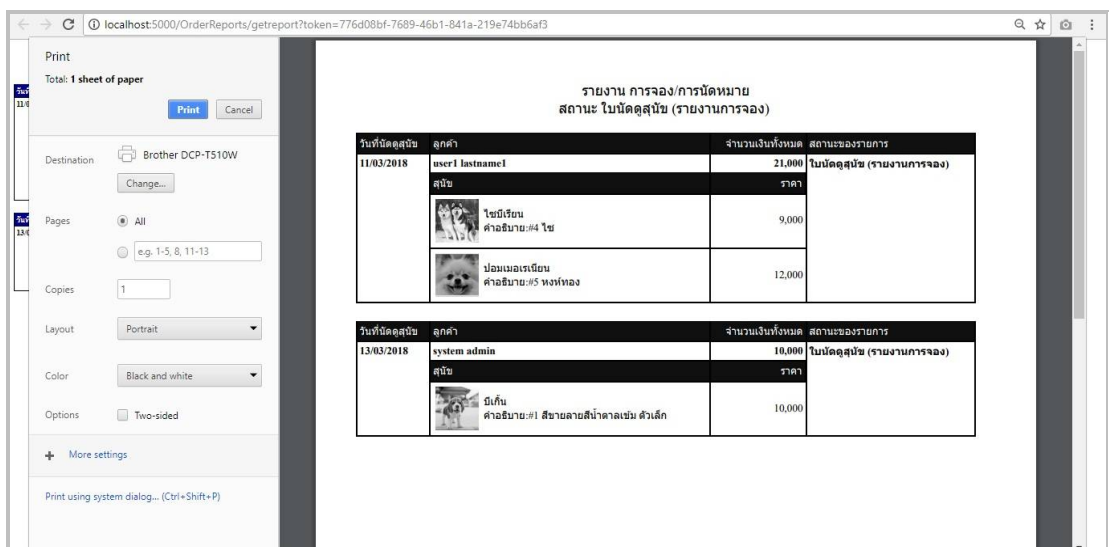 localhost:5000/OrderReports/getreport?token=776d08bf-7689-46b1-841a-219e74bb6af3
Print
Total: 1 sheet of paper
Print Cancel
Destination Brother DCP-T510W
Change...
Pages All
e.g. 1-5, 8, 11-13
Copies 1
Layout Portrait
Color Black and white
Options Two-sided
More settings
Print using system dialog... (Ctrl+Shift+P)
รายงาน การจอง/การนัดหมาย
สถานะ ใบนัดดูสุนัข (รายงานการจอง)
วันที่นัดดูสุนัข ลูกค้า จำนวนเงินทั้งหมด สถานะของรายการ
11/03/2018 user1 lastname1 21,000 ใบนัดดูสุนัข (รายงานการจอง)
สุนัข ราคา
ไซบีเรียน 9,000
คำอธิบาย:#4 ไซ
ปอมเมอเรเนียน 12,000
คำอธิบาย:#5 หงห์ทอง
วันที่นัดดูสุนัข ลูกค้า จำนวนเงินทั้งหมด สถานะของรายการ
13/03/2018 system admin 10,000 ใบนัดดูสุนัข (รายงานการจอง)
สุนัข ราคา
บีเกิ้น 10,000
คำอธิบาย:#1 สีขายลายสีน้ำตาลเข้ม ตัวเล็ก